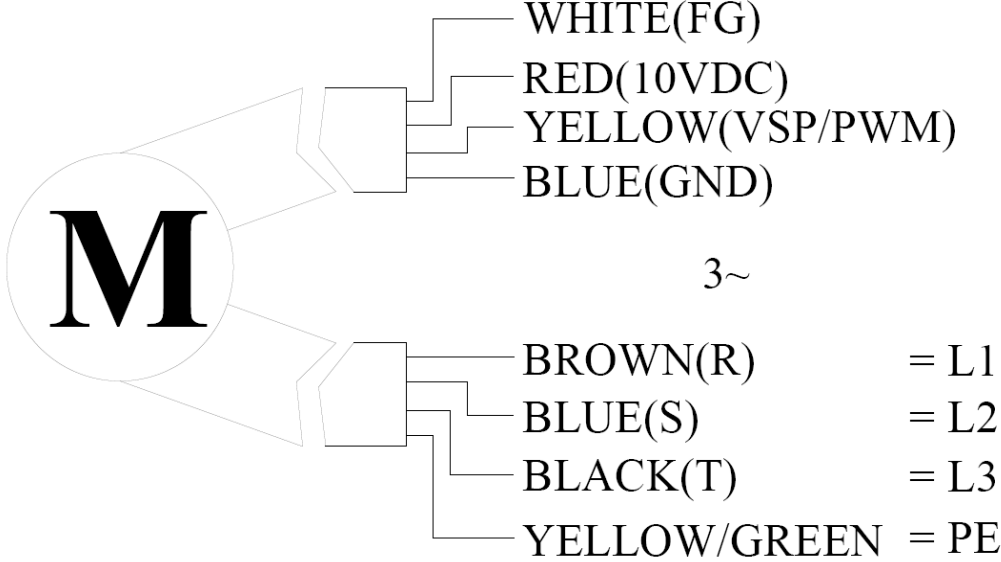 WHITE(FG)
RED(10VDC)
YELLOW(VSP/PWM)
BLUE(GND)
M
3~
BROWN(R) = L1
BLUE(S) = L2
BLACK(T) = L3
YELLOW/GREEN = PE